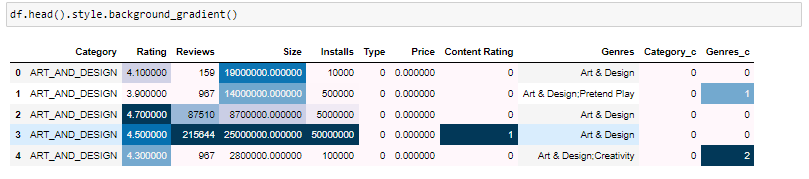 df.head().style.background_gradient()
Category Rating Reviews Size Installs Type Price Content Rating Genres Category_c Genres_c
0 ART_AND_DESIGN 4.100000 159 19000000.000000 10000 0 0.000000 0 Art & Design 0 0
1 ART_AND_DESIGN 3.900000 967 14000000.000000 500000 0 0.000000 0 Art & Design;Pretend Play 0 1
2 ART_AND_DESIGN 4.700000 87510 8700000.000000 5000000 0 0.000000 0 Art & Design 0 0
3 ART_AND_DESIGN 4.500000 215644 25000000.000000 50000000 0 0.000000 1 Art & Design 0 0
4 ART_AND_DESIGN 4.300000 967 2800000.000000 100000 0 0.000000 0 Art & Design;Creativity 0 2